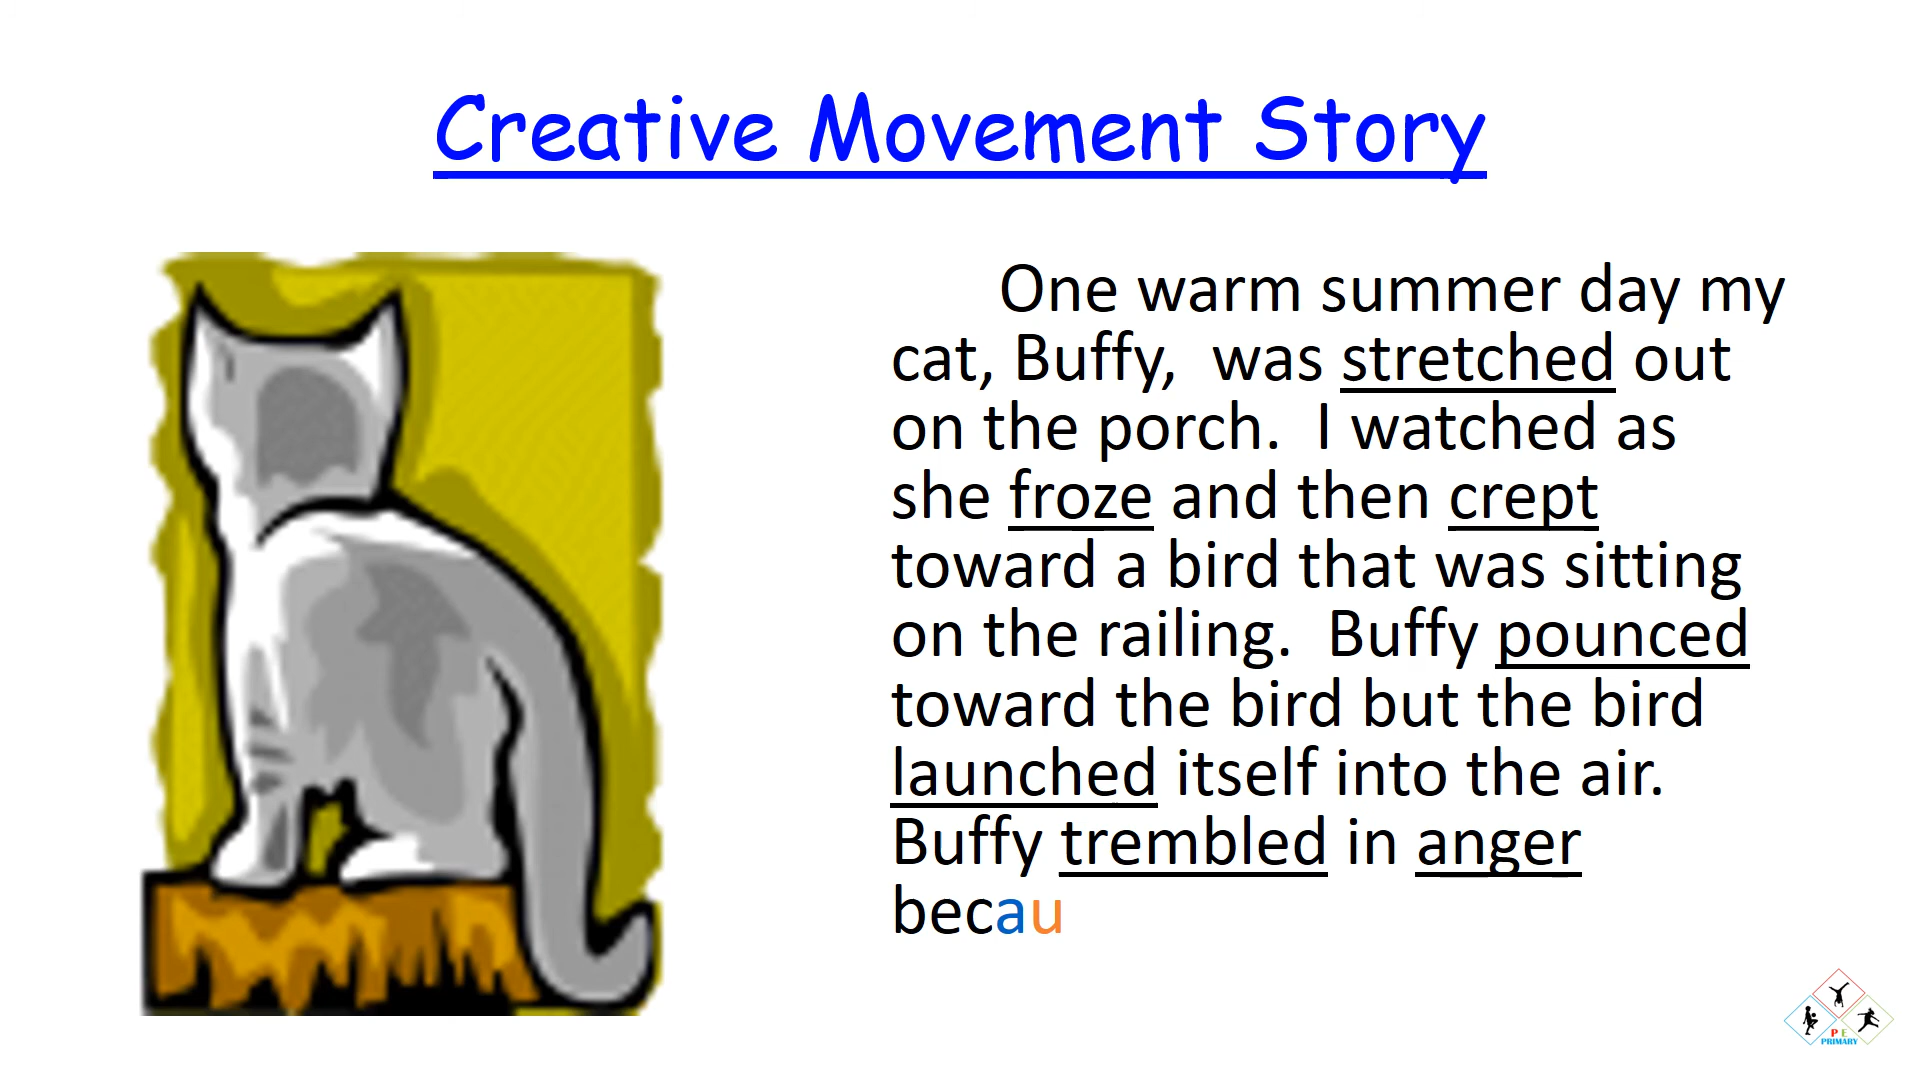 Creative Movement Story
One warm summer day my
cat, Buffy, was stretched out
on the porch. I watched as
she froze and then crept
toward a bird that was sitting
on the railing. Buffy pounced
toward the bird but the bird
launched itself into the air.
Buffy trembled in anger
becau
P E
PRIMARY